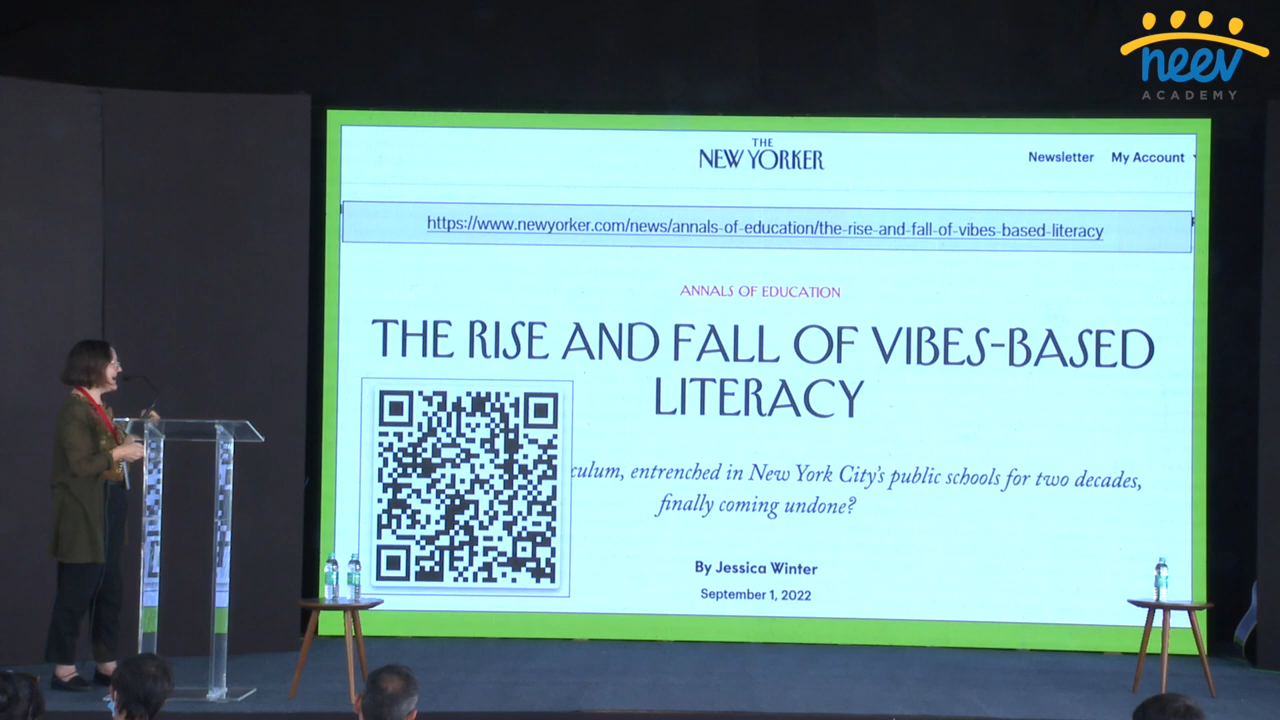 neev
ACADEMY
THE
NEW YORKER
Newsletter My Account
https://www.newyorker.com/news/annals-of-education/the-rise-and-fall-of-vibes-based-literacy
ANNALS OF EDUCATION
THE RISE AND FALL OF VIBES-BASED
LITERACY
culum, entrenched in New York City's public schools for two decades,
finally coming undone?
By Jessica Winter
September 1, 2022